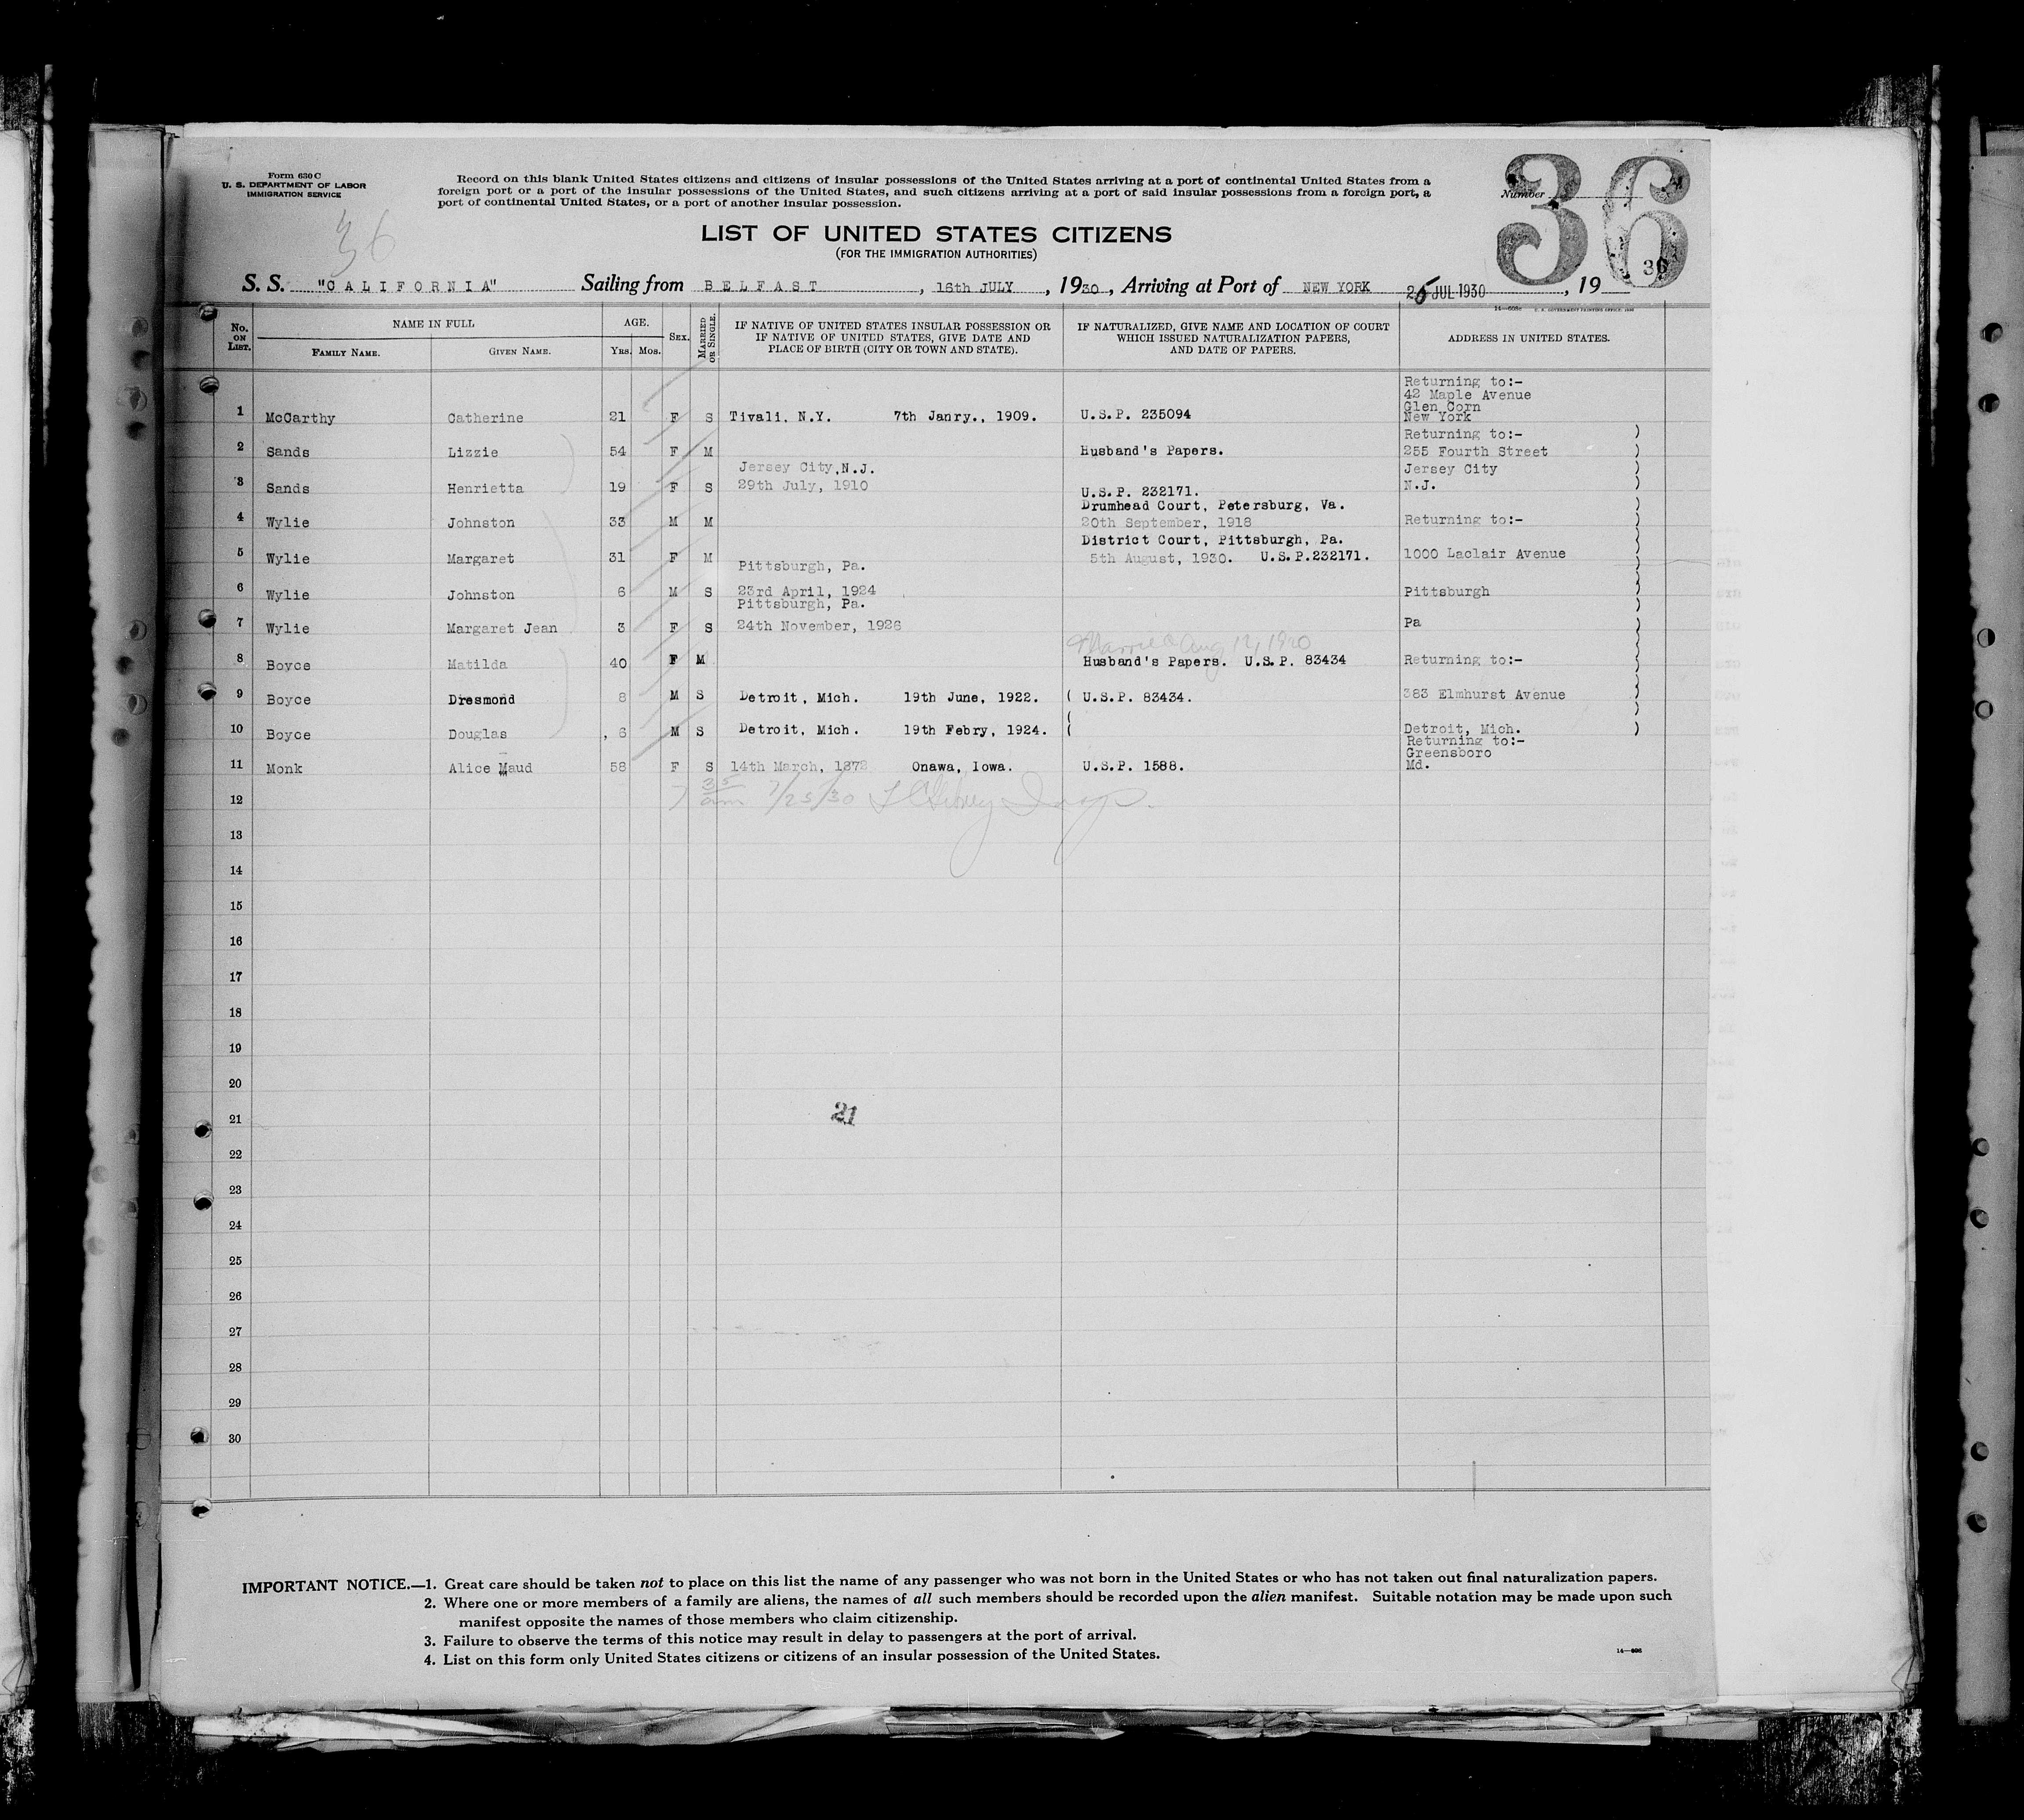 Form 630 C
U. S. DEPARTMENT OF LABOR
IMMIGRATION SERVICE
Record on this blank United States citizens and citizens of insular possessions of the United States arriving at a port of continental United States from a
foreign port or a port of the insular possessions of the United States, and such citizens arriving at a port of said insular possessions from a foreign port, a
port of continental United States, or a port of another insular possession.
Number
36
36
36
LIST OF UNITED STATES CITIZENS
(FOR THE IMMIGRATION AUTHORITIES)
S. S. "CALIFORNIA" Sailing from BELFAST, 16th JULY, 1930, Arriving at Port of NEW YORK 25 JUL 1930, 19
No. ON LIST. NAME IN FULL FAMILY NAME. GIVEN NAME. AGE. YRS. MOS. SEX. MARRIED OR SINGLE. IF NATIVE OF UNITED STATES INSULAR POSSESSION OR IF NATIVE OF UNITED STATES, GIVE DATE AND PLACE OF BIRTH (CITY OR TOWN AND STATE). IF NATURALIZED, GIVE NAME AND LOCATION OF COURT WHICH ISSUED NATURALIZATION PAPERS, AND DATE OF PAPERS. ADDRESS IN UNITED STATES.
Returning to:-
42 Maple Avenue
Glen Corn
1 McCarthy Catherine 21 F S Tivali, N.Y. 7th Janry., 1909. U.S.P. 235094 New York
Returning to:-
2 Sands Lizzie 54 F M Husband's Papers. 255 Fourth Street
Jersey City, N.J. Jersey City
3 Sands Henrietta 19 F S 29th July, 1910 U.S.P. 232171. N.J.
Drumhead Court, Petersburg, Va.
4 Wylie Johnston 33 M M 20th September, 1918 Returning to:-
District Court, Pittsburgh, Pa.
5 Wylie Margaret 31 F M 5th August, 1930. U.S.P.232171. 1000 Laclair Avenue
Pittsburgh, Pa.
6 Wylie Johnston 6 M S 23rd April, 1924 Pittsburgh
Pittsburgh, Pa.
7 Wylie Margaret Jean 3 F S 24th November, 1926 Pa
Married Aug 19, 1920
8 Boyce Matilda 40 F M Husband's Papers. U.S.P. 83434 Returning to:-
9 Boyce Dresmond 8 M S Detroit, Mich. 19th June, 1922. ( U.S.P. 83434. 383 Elmhurst Avenue
10 Boyce Douglas 6 M S Detroit, Mich. 19th Febry, 1924. ( Detroit, Mich.
Returning to:-
Greensboro
11 Monk Alice Maud 58 F S 14th March, 1872 Onawa, Iowa. U.S.P. 1588. Md.
12 7 35 am 7/25/30 Insp.
13
14
15
16
17
18
19
20
21 21
22
23
24
25
26
27
28
29
30
IMPORTANT NOTICE.—1. Great care should be taken not to place on this list the name of any passenger who was not born in the United States or who has not taken out final naturalization papers.
2. Where one or more members of a family are aliens, the names of all such members should be recorded upon the alien manifest. Suitable notation may be made upon such
manifest opposite the names of those members who claim citizenship.
3. Failure to observe the terms of this notice may result in delay to passengers at the port of arrival.
4. List on this form only United States citizens or citizens of an insular possession of the United States.